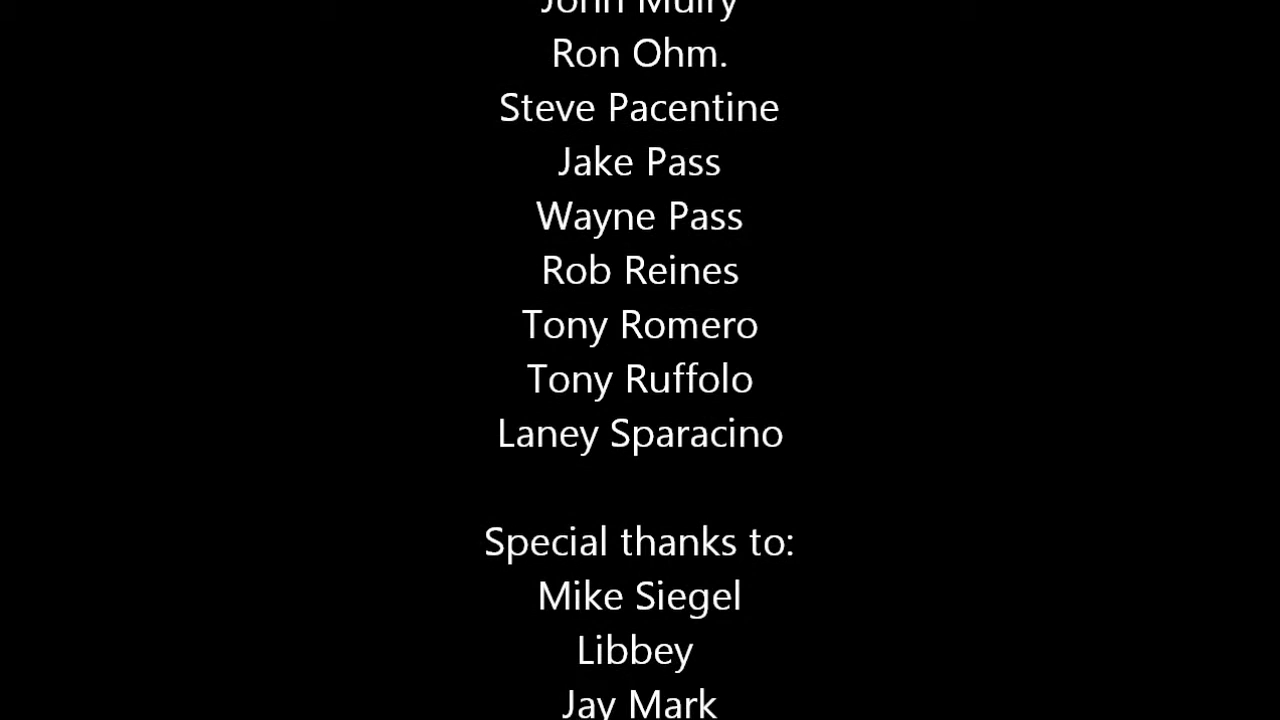 John
Ron Ohm.
Steve Pacentine
Jake Pass
Wayne Pass
Rob Reines
Tony Romero
Tony Ruffolo
Laney Sparacino
Special thanks to:
Mike Siegel
Libbey
Jay Mark